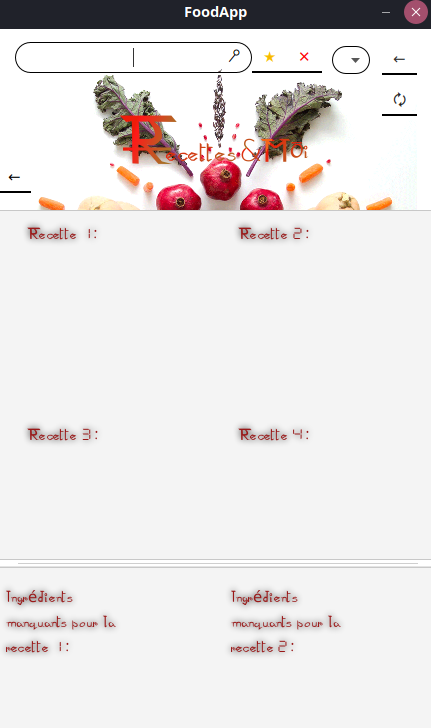 FoodApp
Recettes & Moi
Recette 1:
Recette 2:
Recette 3:
Recette 4:
Ingrédients
manquants pour la
recette 1:
Ingrédients
manquants pour la
recette 2: